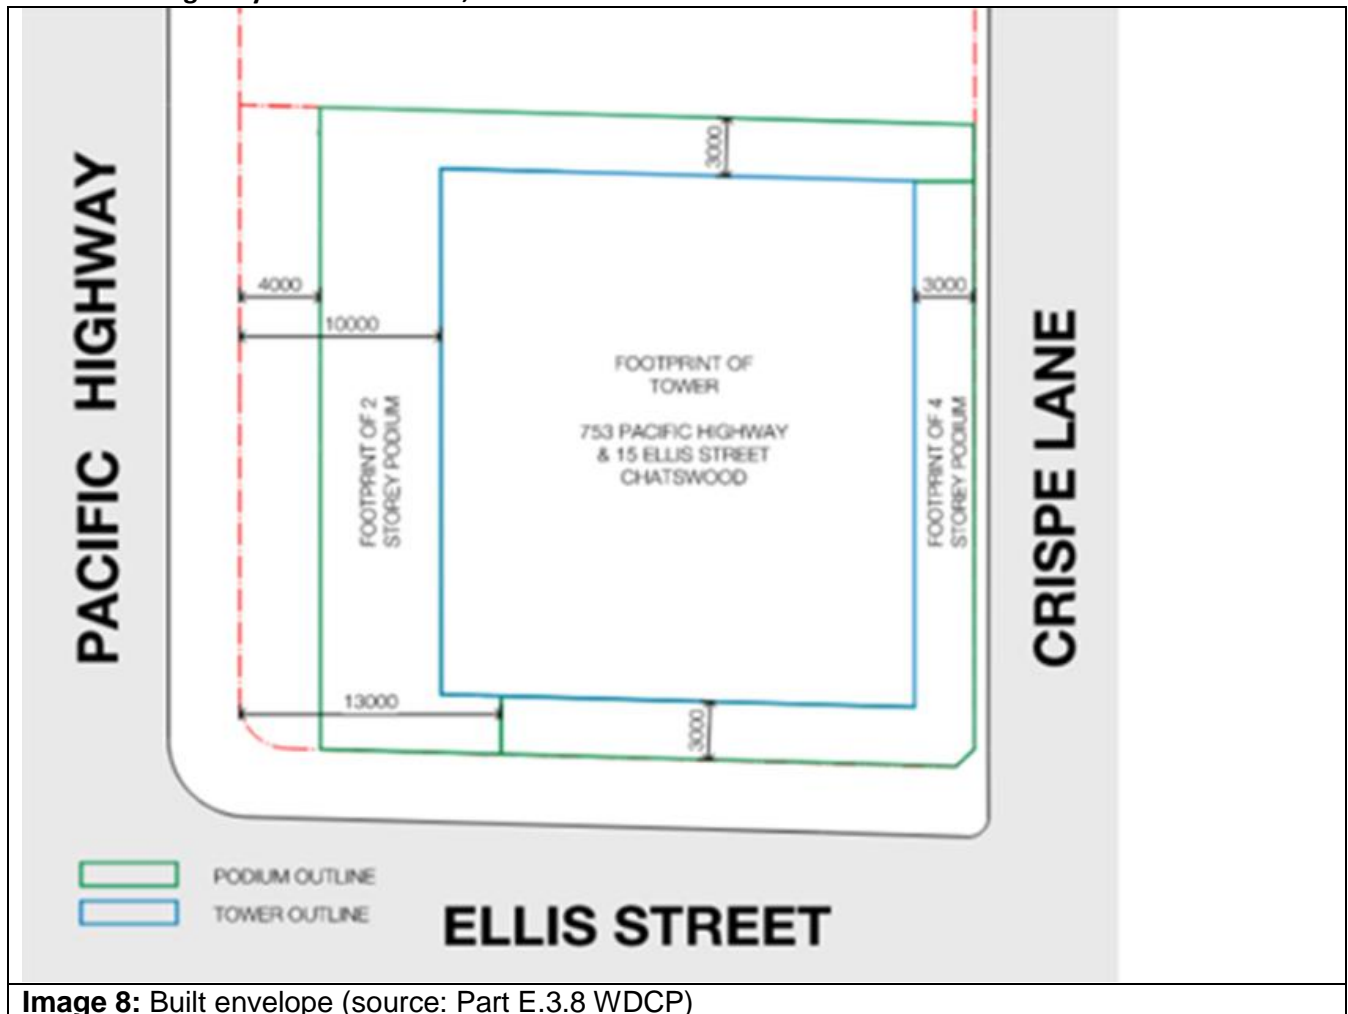 3000
4000
3000
10000
FOOTPRINT OF
TOWER
753 PACIFIC HIGHWAY
& 15 ELLIS STREET
CHATSWOOD
PACIFIC HIGHWAY
FOOTPRINT OF 2
STOREY PODIUM
FOOTPRINT OF 4
STOREY PODIUM
CRISPE LANE
13000
3000
PODIUM OUTLINE
TOWER OUTLINE
ELLIS STREET
Image 8: Built envelope (source: Part E.3.8 WDCP)